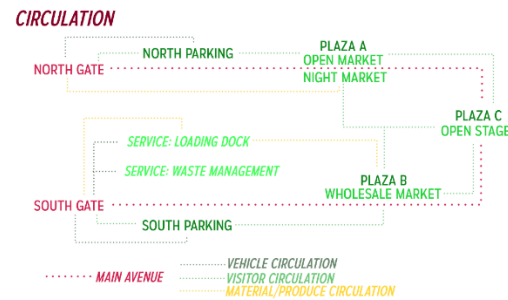 CIRCULATION
NORTH PARKING
PLAZA A
OPEN MARKET
NORTH GATE
NIGHT MARKET
PLAZA C
OPEN STAGE
SERVICE: LOADING DOCK
SERVICE: WASTE MANAGEMENT
PLAZA B
WHOLESALE MARKET
SOUTH GATE
SOUTH PARKING
VEHICLE CIRCULATION
MAIN AVENUE
VISITOR CIRCULATION
MATERIAL/PRODUCE CIRCULATION